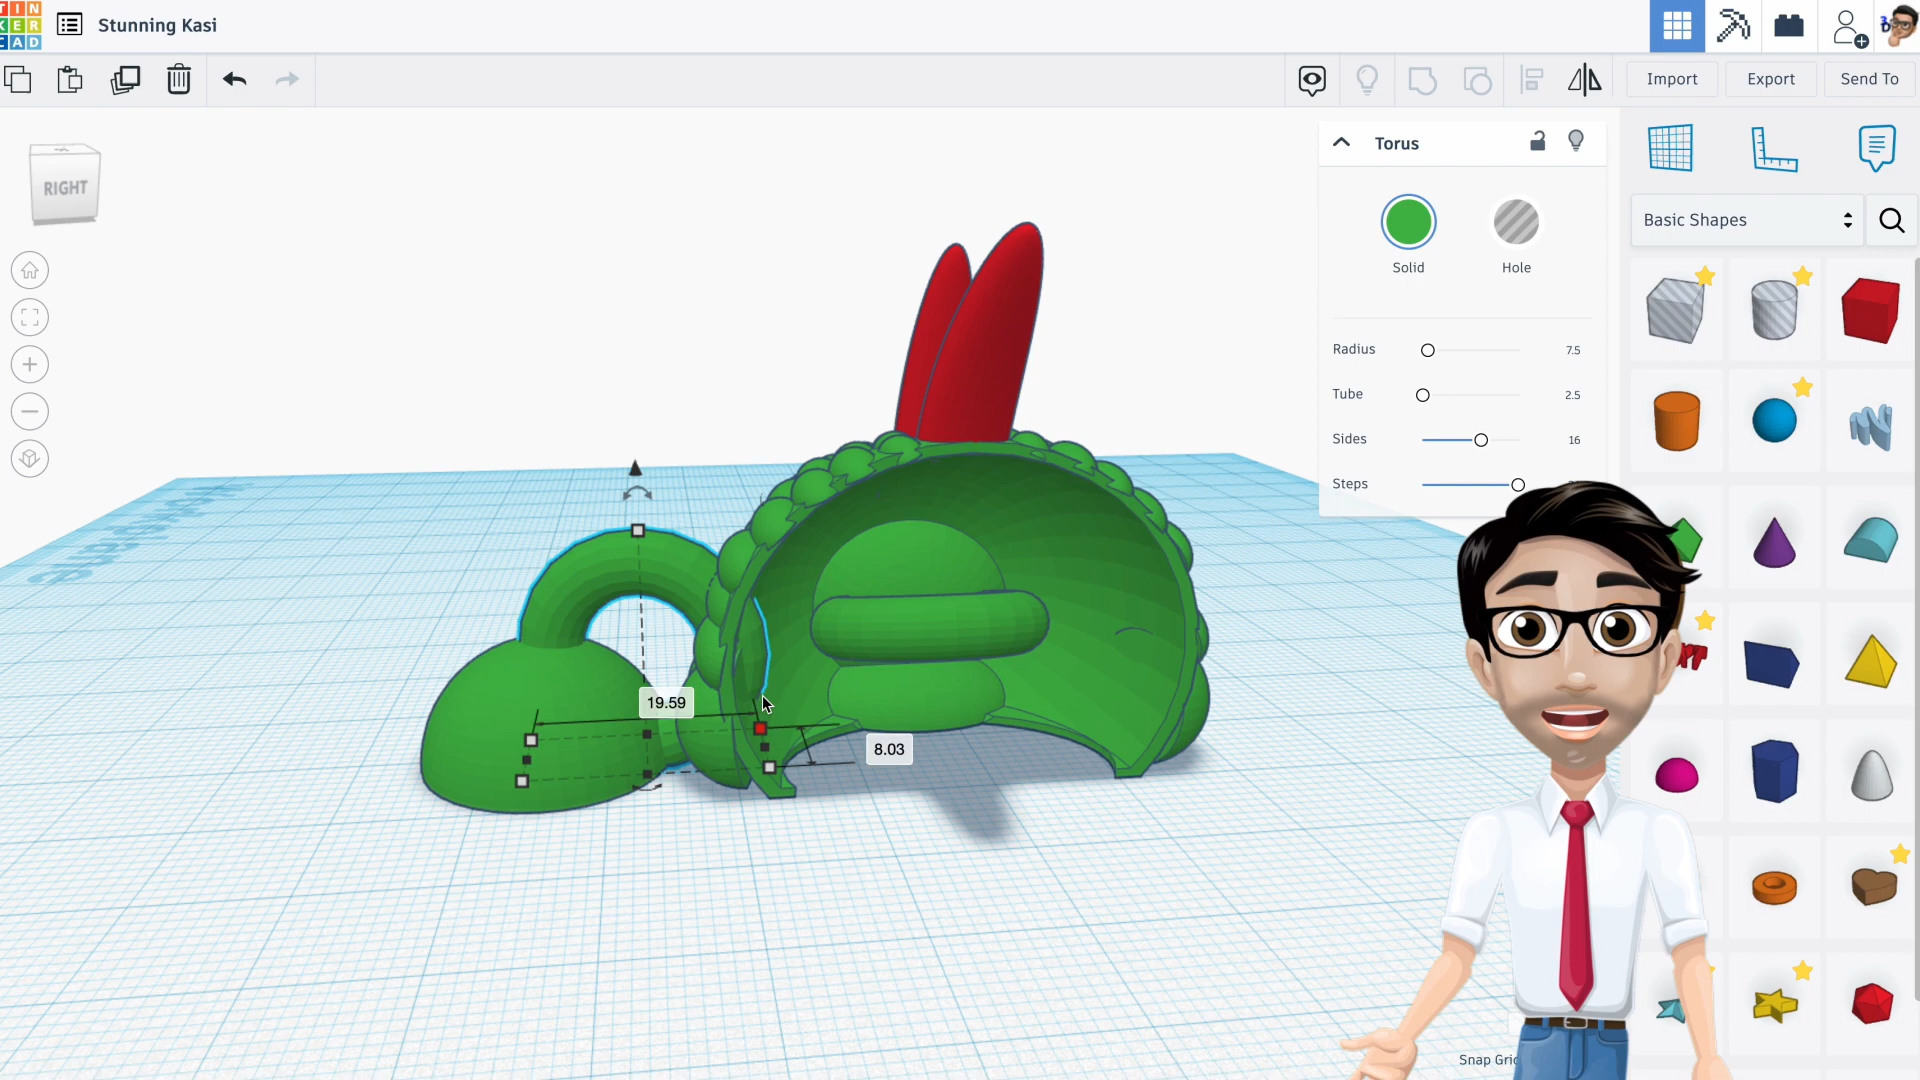 TIN
KER
CAD
Stunning Kasi
Import
Export
Send To
RIGHT
Torus
Solid
Hole
Radius
7.5
Tube
2.5
Sides
16
Steps
Basic Shapes
19.59
8.03
Snap Grid